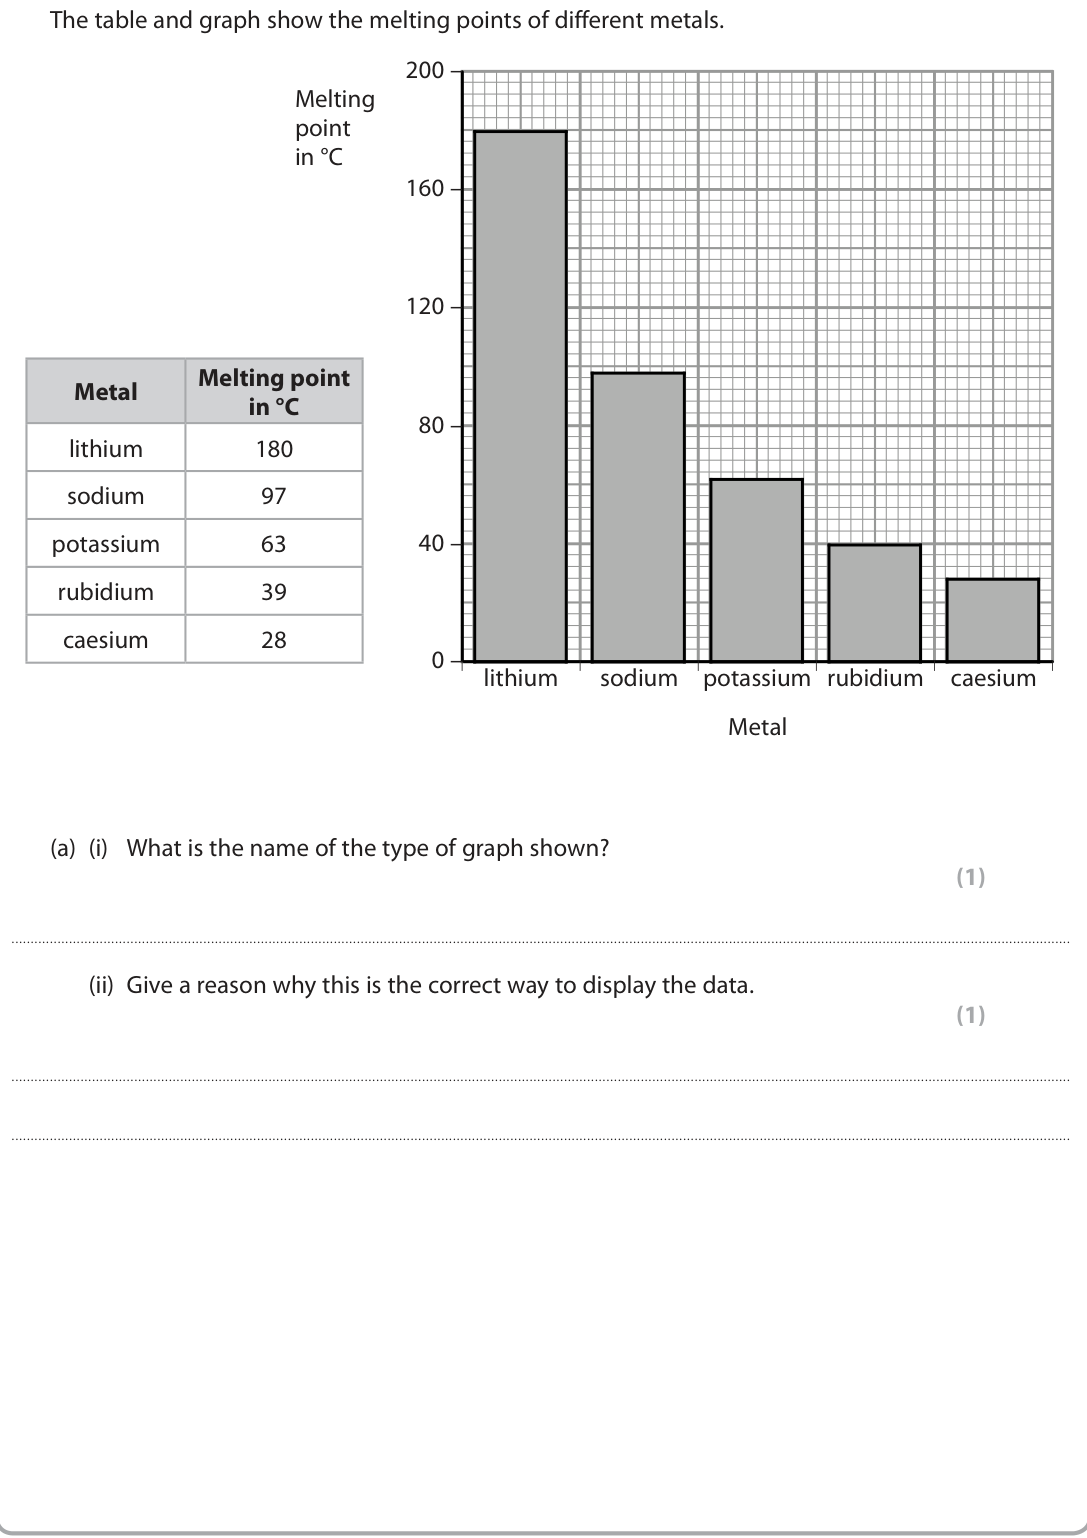 The table and graph show the melting points of different metals.
Melting
point
in °C
200
160
120
80
40
0
lithium sodium potassium rubidium caesium
Metal
Metal Melting point in °C
lithium 180
sodium 97
potassium 63
rubidium 39
caesium 28
(a) (i) What is the name of the type of graph shown?
(1)
(ii) Give a reason why this is the correct way to display the data.
(1)